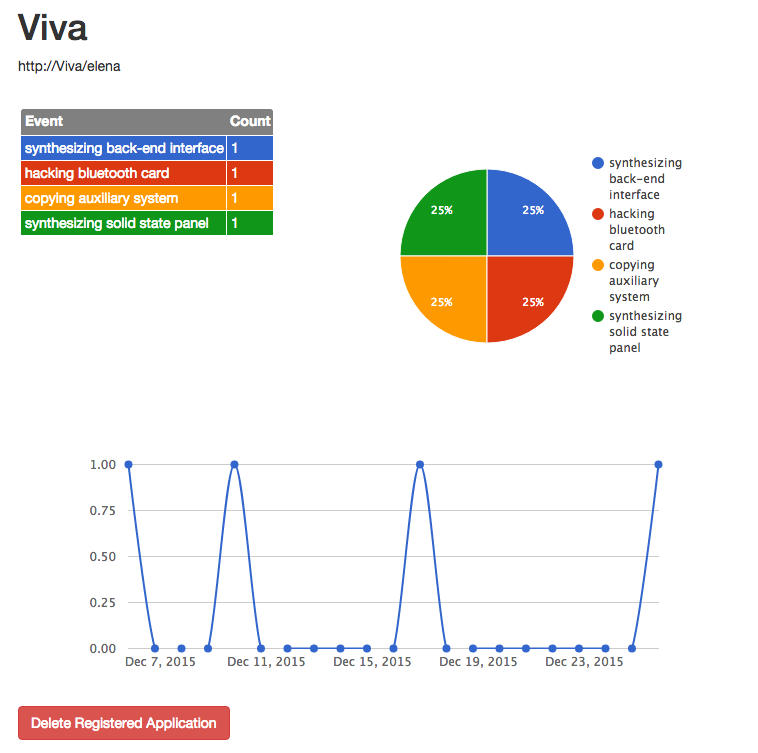 Viva
http://Viva/elena
Event Count
synthesizing back-end interface 1
hacking bluetooth card 1
copying auxiliary system 1
synthesizing solid state panel 1
25% 25%
25% 25%
synthesizing
back-end
interface
hacking
bluetooth
card
copying
auxiliary
system
synthesizing
solid state
panel
1.00
0.75
0.50
0.25
0.00
Dec 7, 2015 Dec 11, 2015 Dec 15, 2015 Dec 19, 2015 Dec 23, 2015
Delete Registered Application